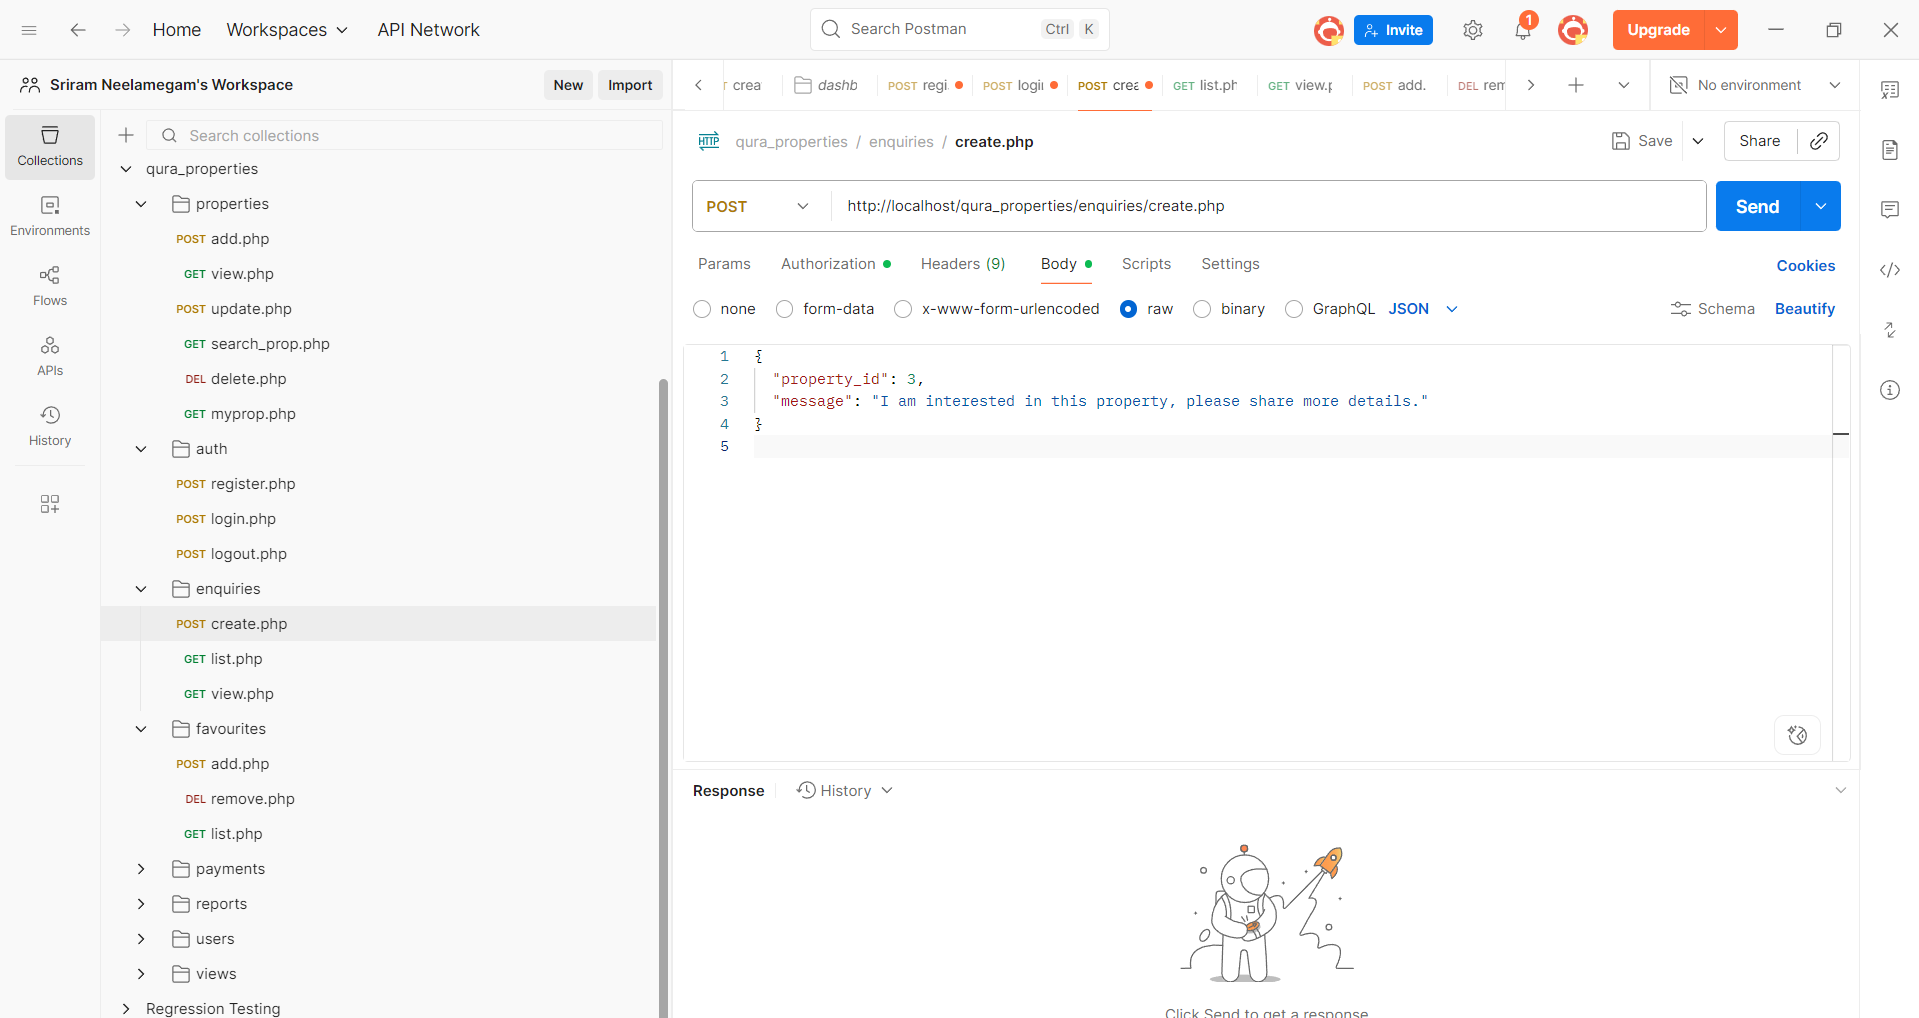 Home Workspaces API Network Search Postman Ctrl K Invite 1 Upgrade
Sriram Neelamegam's Workspace New Import
crea dashb POST regi POST logi POST crea GET list.ph GET view.p POST add. DEL rem No environment
Collections
Environments
Flows
APIs
History
Search collections
qura_properties
properties
POST add.php
GET view.php
POST update.php
GET search_prop.php
DEL delete.php
GET myprop.php
auth
POST register.php
POST login.php
POST logout.php
enquiries
POST create.php
GET list.php
GET view.php
favourites
POST add.php
DEL remove.php
GET list.php
payments
reports
users
views
Regression Testing
HTTP qura_properties / enquiries / create.php Save Share
POST http://localhost/qura_properties/enquiries/create.php Send
Params Authorization Headers (9) Body Scripts Settings Cookies
none form-data x-www-form-urlencoded raw binary GraphQL JSON Schema Beautify
1 {
2 "property_id": 3,
3 "message": "I am interested in this property, please share more details."
4 }
5
Response History
Click Send to get a response